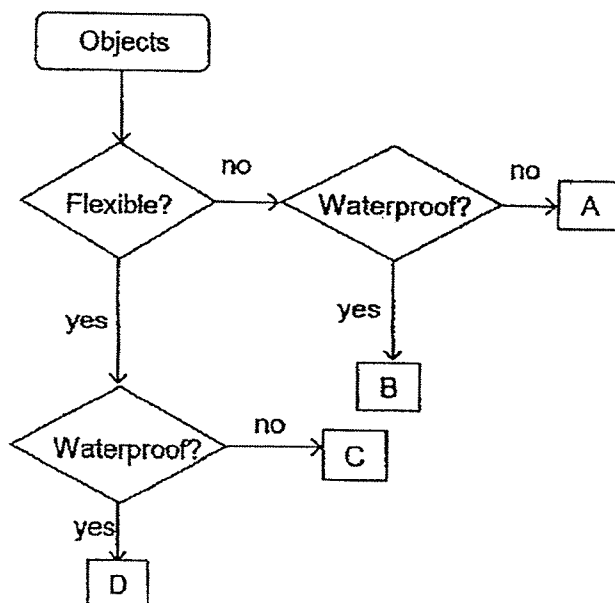 Objects
Flexible?
no
Waterproof?
no
A
yes
B
yes
Waterproof?
no
C
yes
D